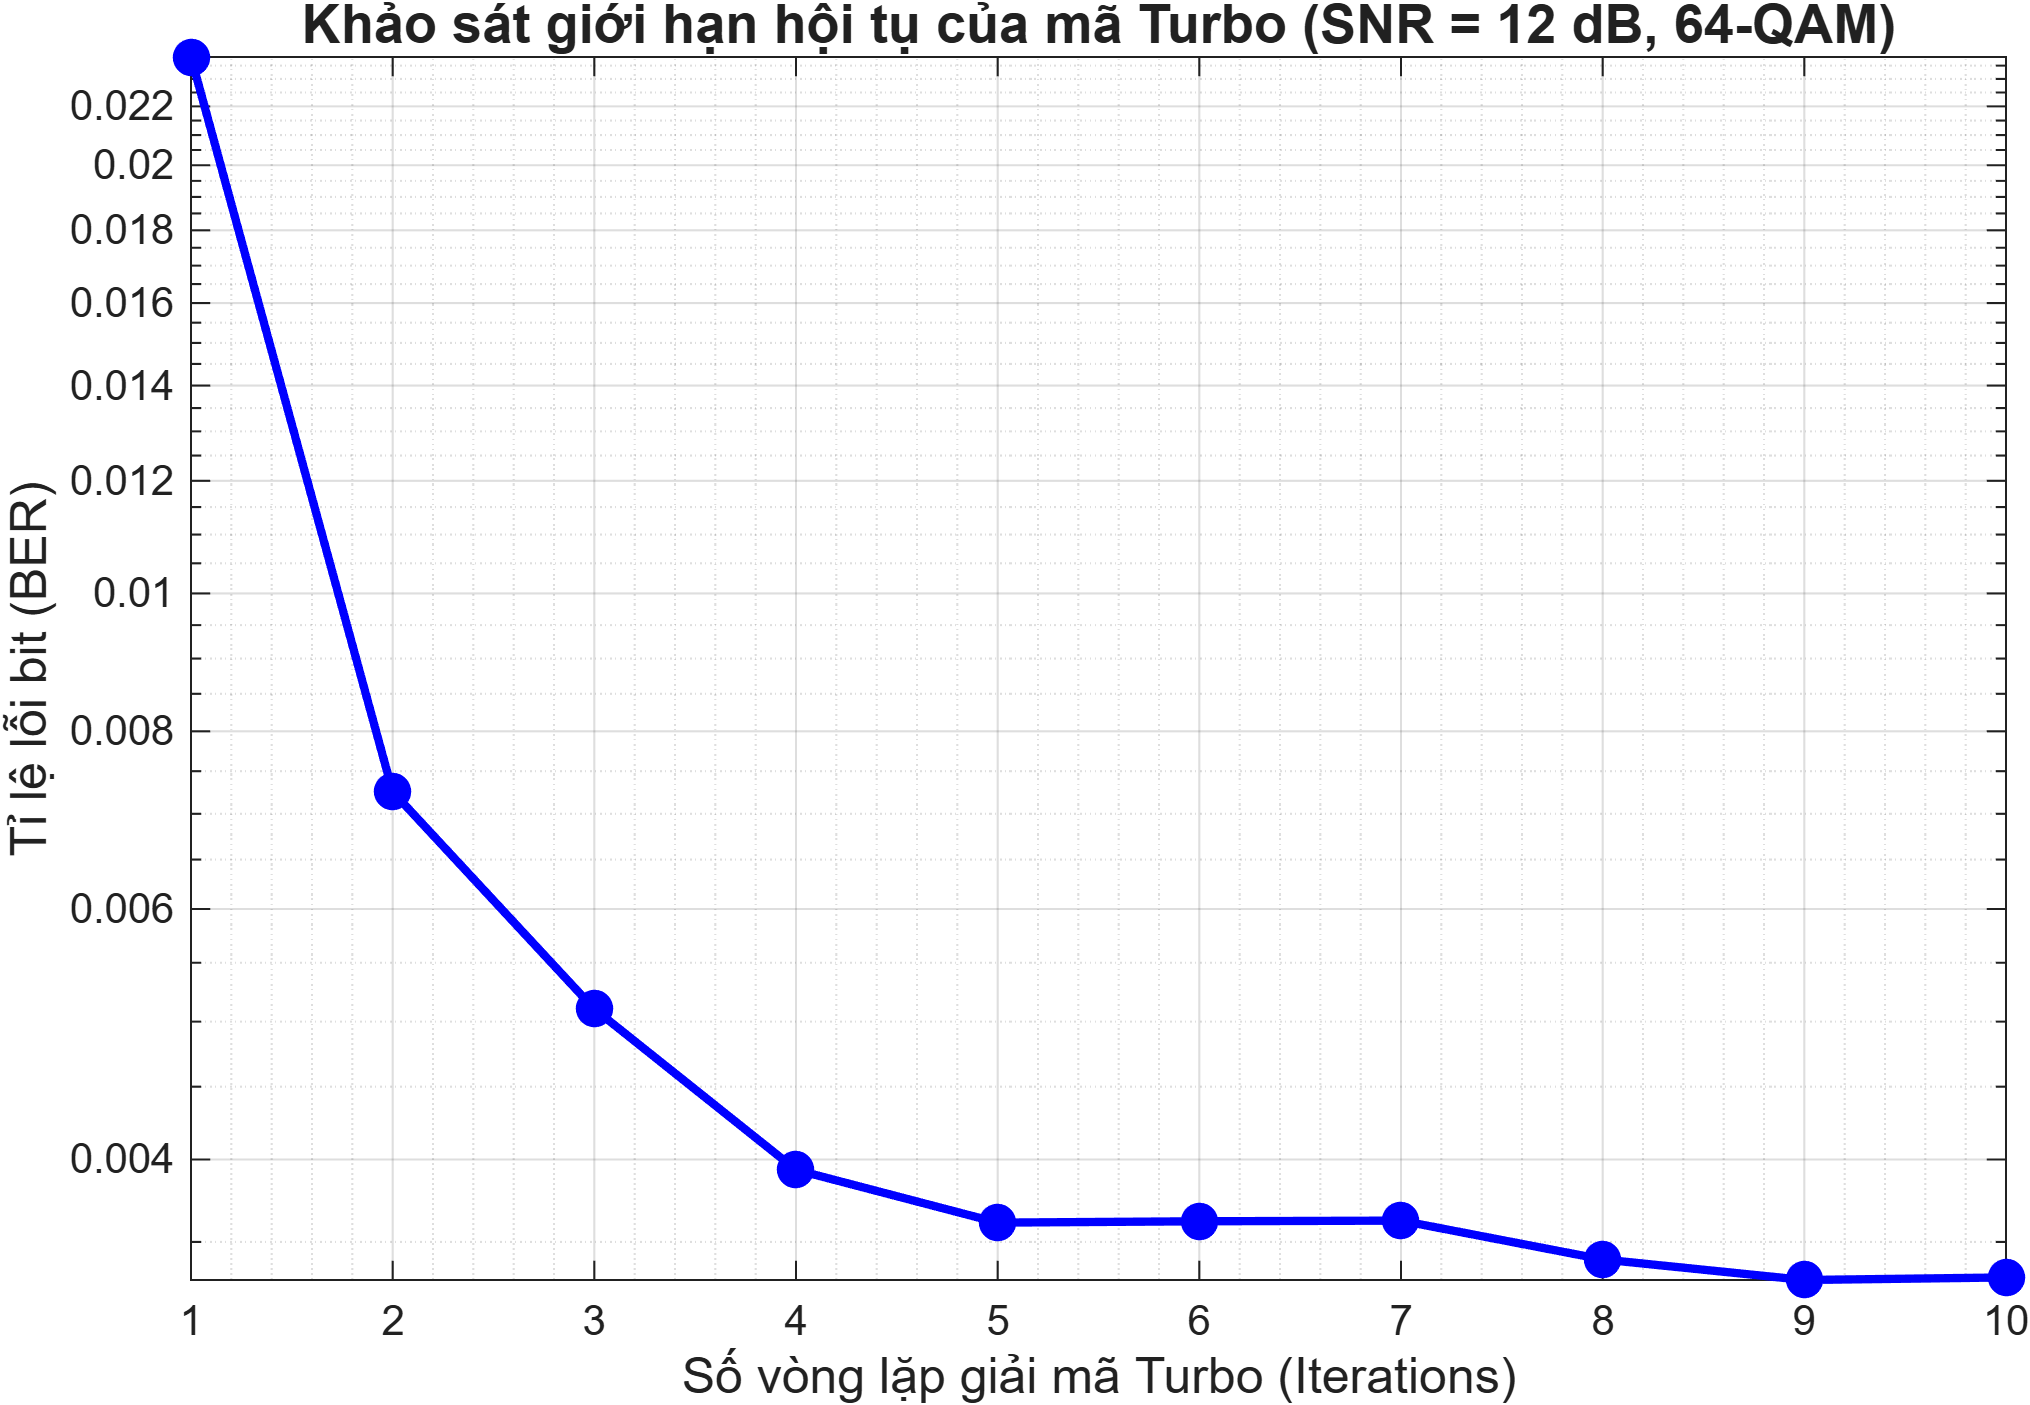 Khảo sát giới hạn hội tụ của mã Turbo (SNR = 12 dB, 64-QAM)
0.022
0.02
0.018
0.016
0.014
0.012
0.01
0.008
0.006
0.004
Tỉ lệ lỗi bit (BER)
1 2 3 4 5 6 7 8 9 10
Số vòng lặp giải mã Turbo (Iterations)